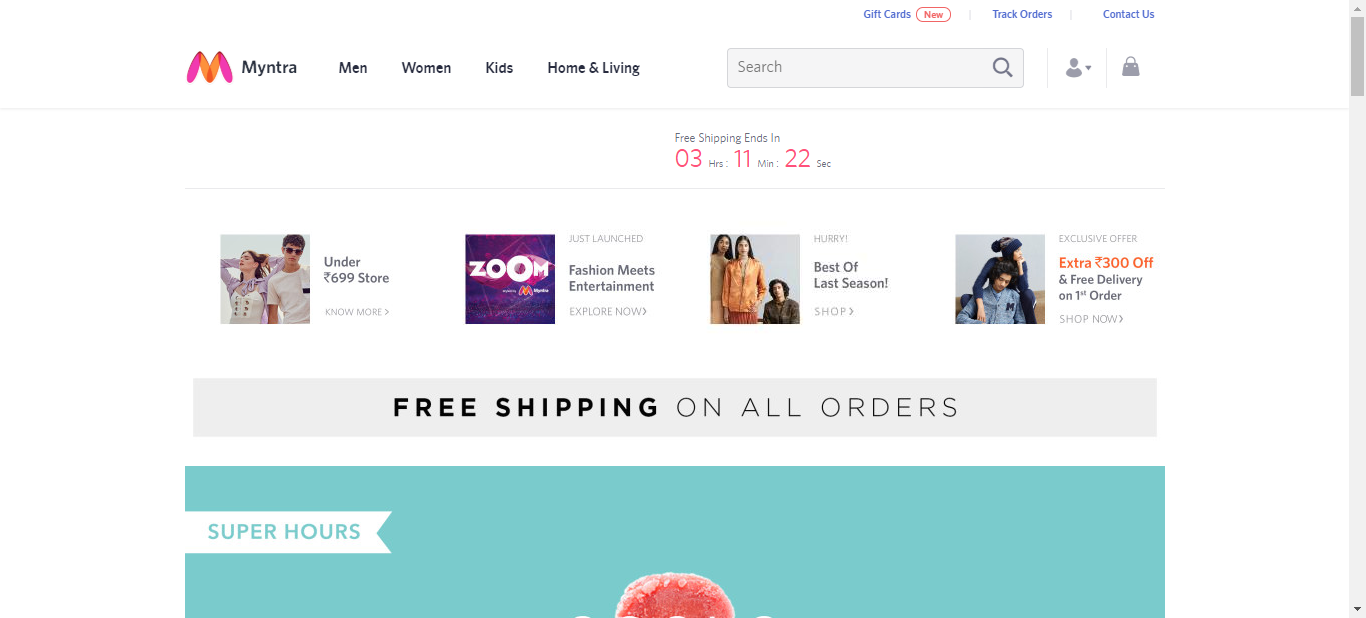 Gift Cards New | Track Orders | Contact Us
Myntra Men Women Kids Home & Living Search
Free Shipping Ends In
03 Hrs : 11 Min : 22 Sec
Under
₹699 Store
KNOW MORE >
ZOOM
Myntra
JUST LAUNCHED
Fashion Meets
Entertainment
EXPLORE NOW>
HURRY!
Best Of
Last Season!
SHOP >
EXCLUSIVE OFFER
Extra ₹300 Off
& Free Delivery
on 1st Order
SHOP NOW>
FREE SHIPPING ON ALL ORDERS
SUPER HOURS